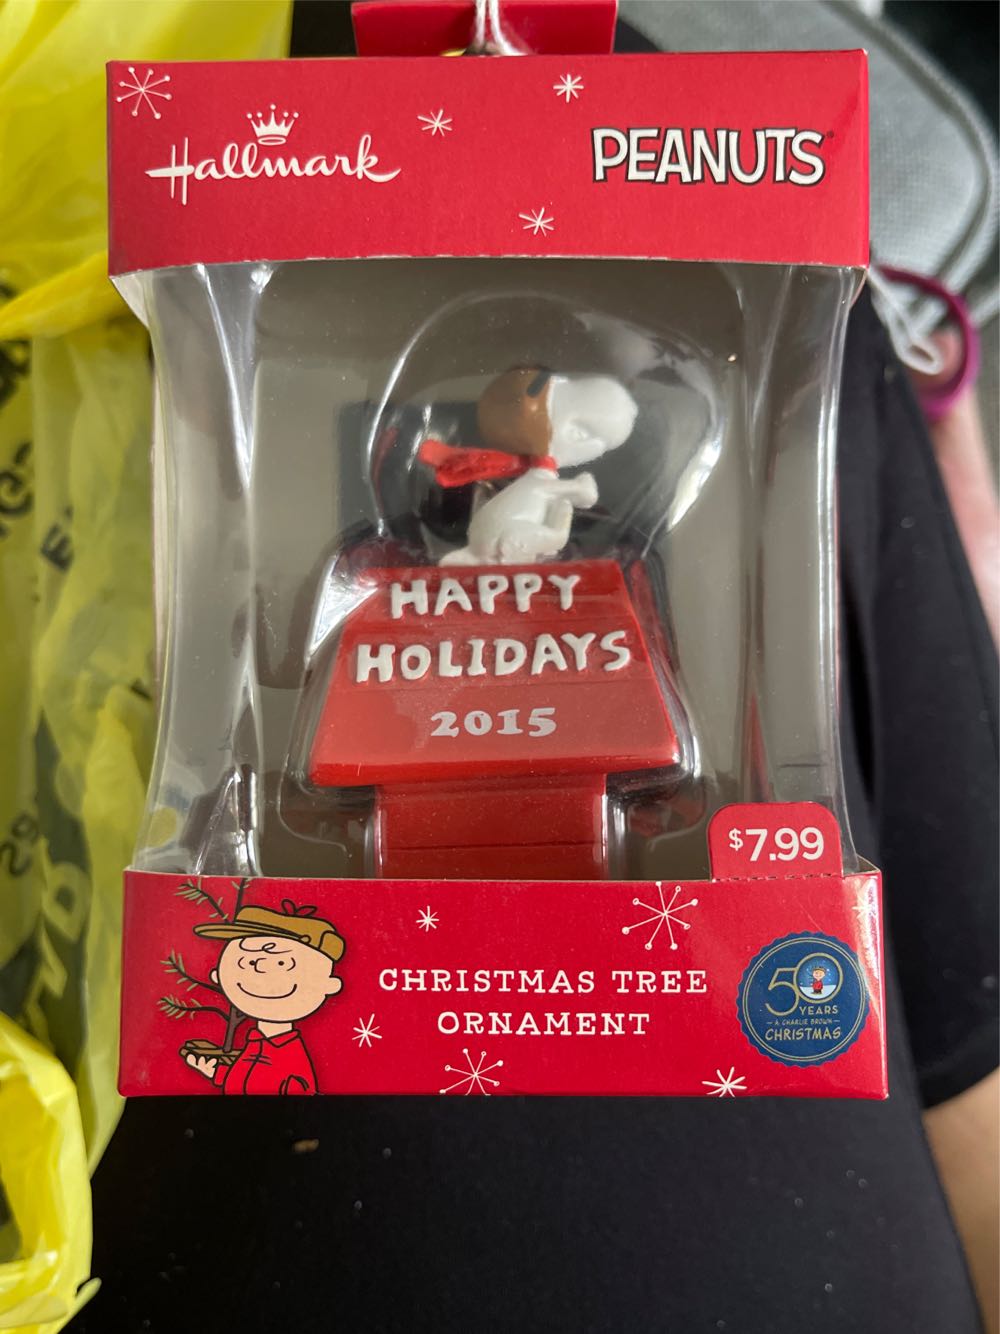 Hallmark
PEANUTS
HAPPY
HOLIDAYS
2015
$7.99
CHRISTMAS TREE
ORNAMENT
50
YEARS
A CHARLIE BROWN
CHRISTMAS